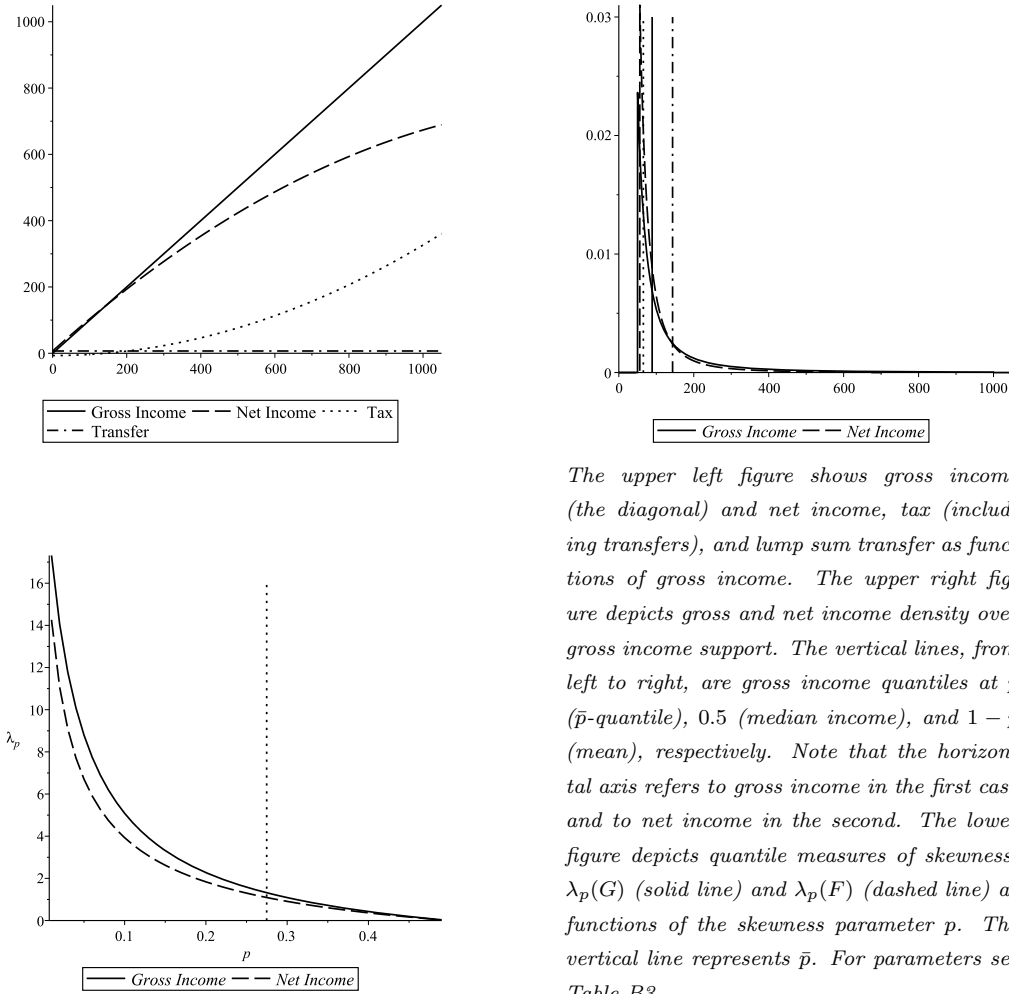 1000
800
600
400
200
0
0 200 400 600 800 1000
Gross Income Net Income Tax
Transfer
0.03
0.02
0.01
0
0 200 400 600 800 1000
Gross Income Net Income
16
14
12
10
8
6
4
2
0
λp
0.1 0.2 0.3 0.4
p
Gross Income Net Income
The upper left figure shows gross incom
(the diagonal) and net income, tax (includ
ing transfers), and lump sum transfer as func
tions of gross income. The upper right fig
ure depicts gross and net income density ove
gross income support. The vertical lines, from
left to right, are gross income quantiles at
(p̄-quantile), 0.5 (median income), and 1 −
(mean), respectively. Note that the horizon
tal axis refers to gross income in the first cas
and to net income in the second. The lowe
figure depicts quantile measures of skewness
λp(G) (solid line) and λp(F) (dashed line) a
functions of the skewness parameter p. Th
vertical line represents p̄. For parameters se
Table B3